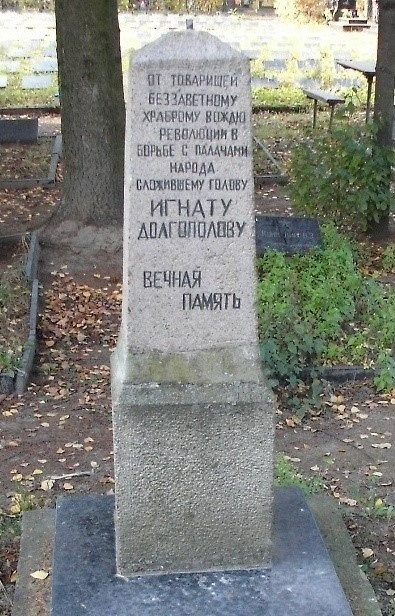 ОТ ТОВАРИЩЕЙ
БЕЗЗАВЕТНОМУ
ХРАБРОМУ ВОЖДЮ
РЕВОЛЮЦИИ В
БОРЬБЕ С ПАЛАЧАМИ
НАРОДА
СЛОЖИВШЕМУ ГОЛОВУ
ИГНАТУ
ДОЛГОПОЛОВУ
ВЕЧНАЯ
ПАМЯТЬ